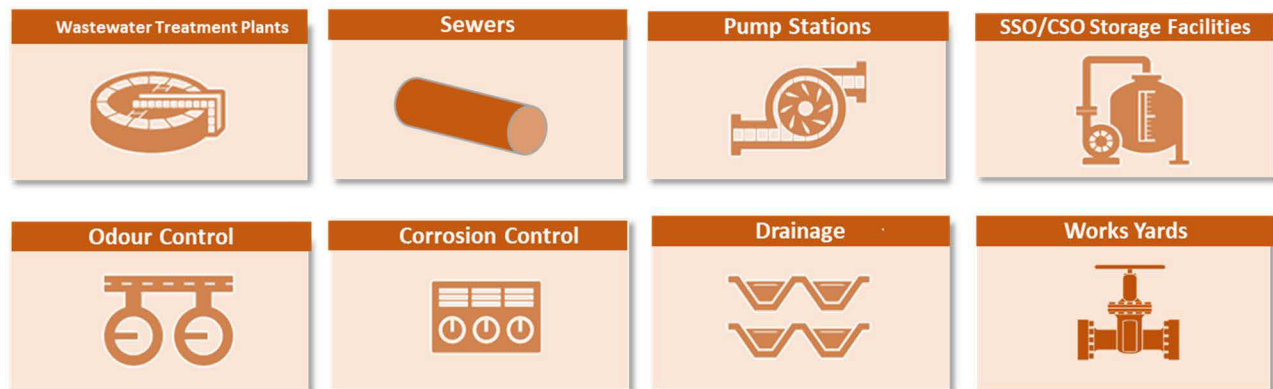 Wastewater Treatment Plants
Sewers
Pump Stations
SSO/CSO Storage Facilities
Odour Control
Corrosion Control
Drainage
Works Yards